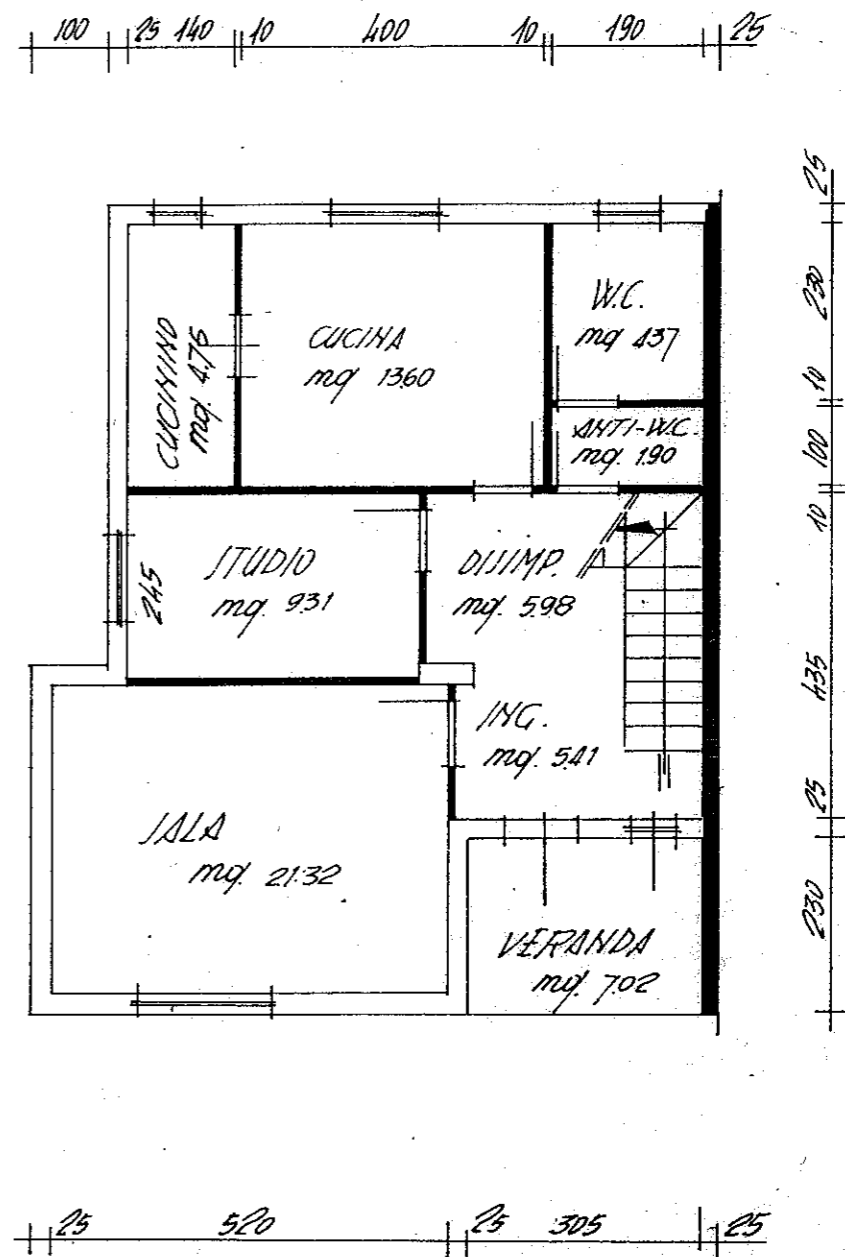 100 25 140 10 400 10 190 25
25
230
10
100
10
435
25
230
CUCININO
mq. 4.75
CUCINA
mq. 13.60
W.C.
mq. 4.37
ANTI-W.C.
mq. 1.90
STUDIO
mq. 9.31
245
DISIMP.
mq. 5.98
ING.
mq. 5.41
SALA
mq. 21.32
VERANDA
mq. 7.02
25 520 25 305 25